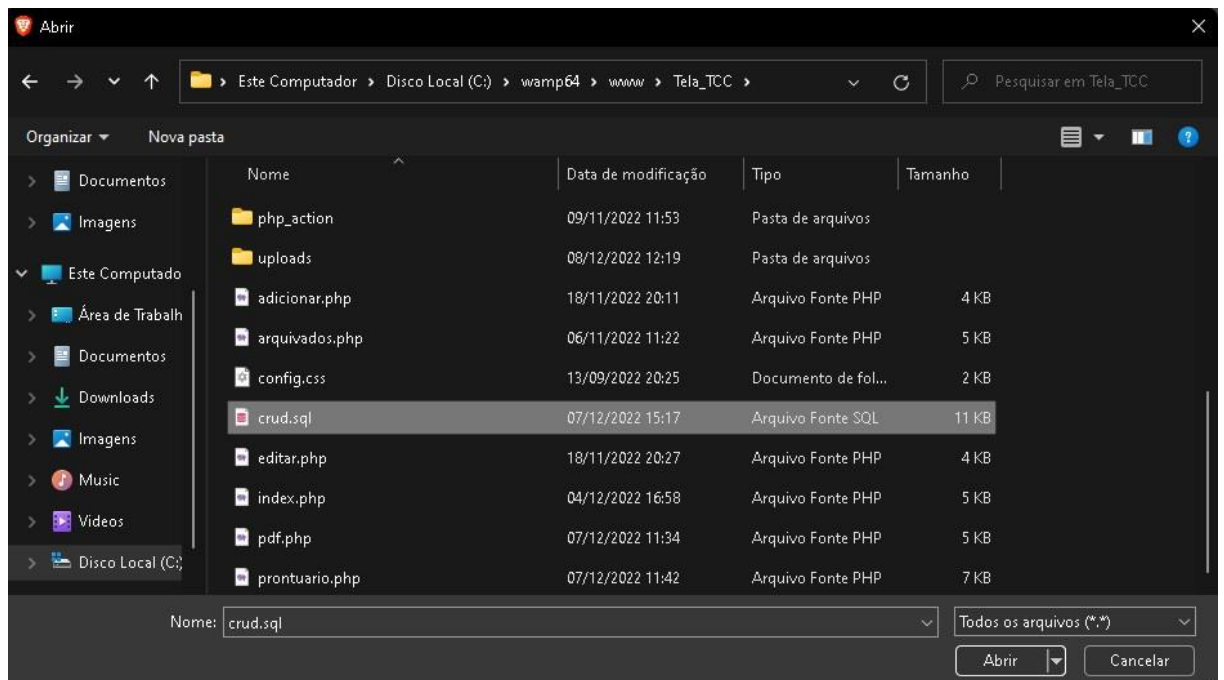 Abrir
Este Computador > Disco Local (C:) > wamp64 > www > Tela_TCC >
Pesquisar em Tela_TCC
Organizar
Nova pasta
Documentos
Imagens
Este Computado
Área de Trabalh
Documentos
Downloads
Imagens
Music
Videos
Disco Local (C:)
Nome Data de modificação Tipo Tamanho
php_action 09/11/2022 11:53 Pasta de arquivos
uploads 08/12/2022 12:19 Pasta de arquivos
adicionar.php 18/11/2022 20:11 Arquivo Fonte PHP 4 KB
arquivados.php 06/11/2022 11:22 Arquivo Fonte PHP 5 KB
config.css 13/09/2022 20:25 Documento de fol... 2 KB
crud.sql 07/12/2022 15:17 Arquivo Fonte SQL 11 KB
editar.php 18/11/2022 20:27 Arquivo Fonte PHP 4 KB
index.php 04/12/2022 16:58 Arquivo Fonte PHP 5 KB
pdf.php 07/12/2022 11:34 Arquivo Fonte PHP 5 KB
prontuario.php 07/12/2022 11:42 Arquivo Fonte PHP 7 KB
Nome: crud.sql
Todos os arquivos (*.*)
Abrir
Cancelar